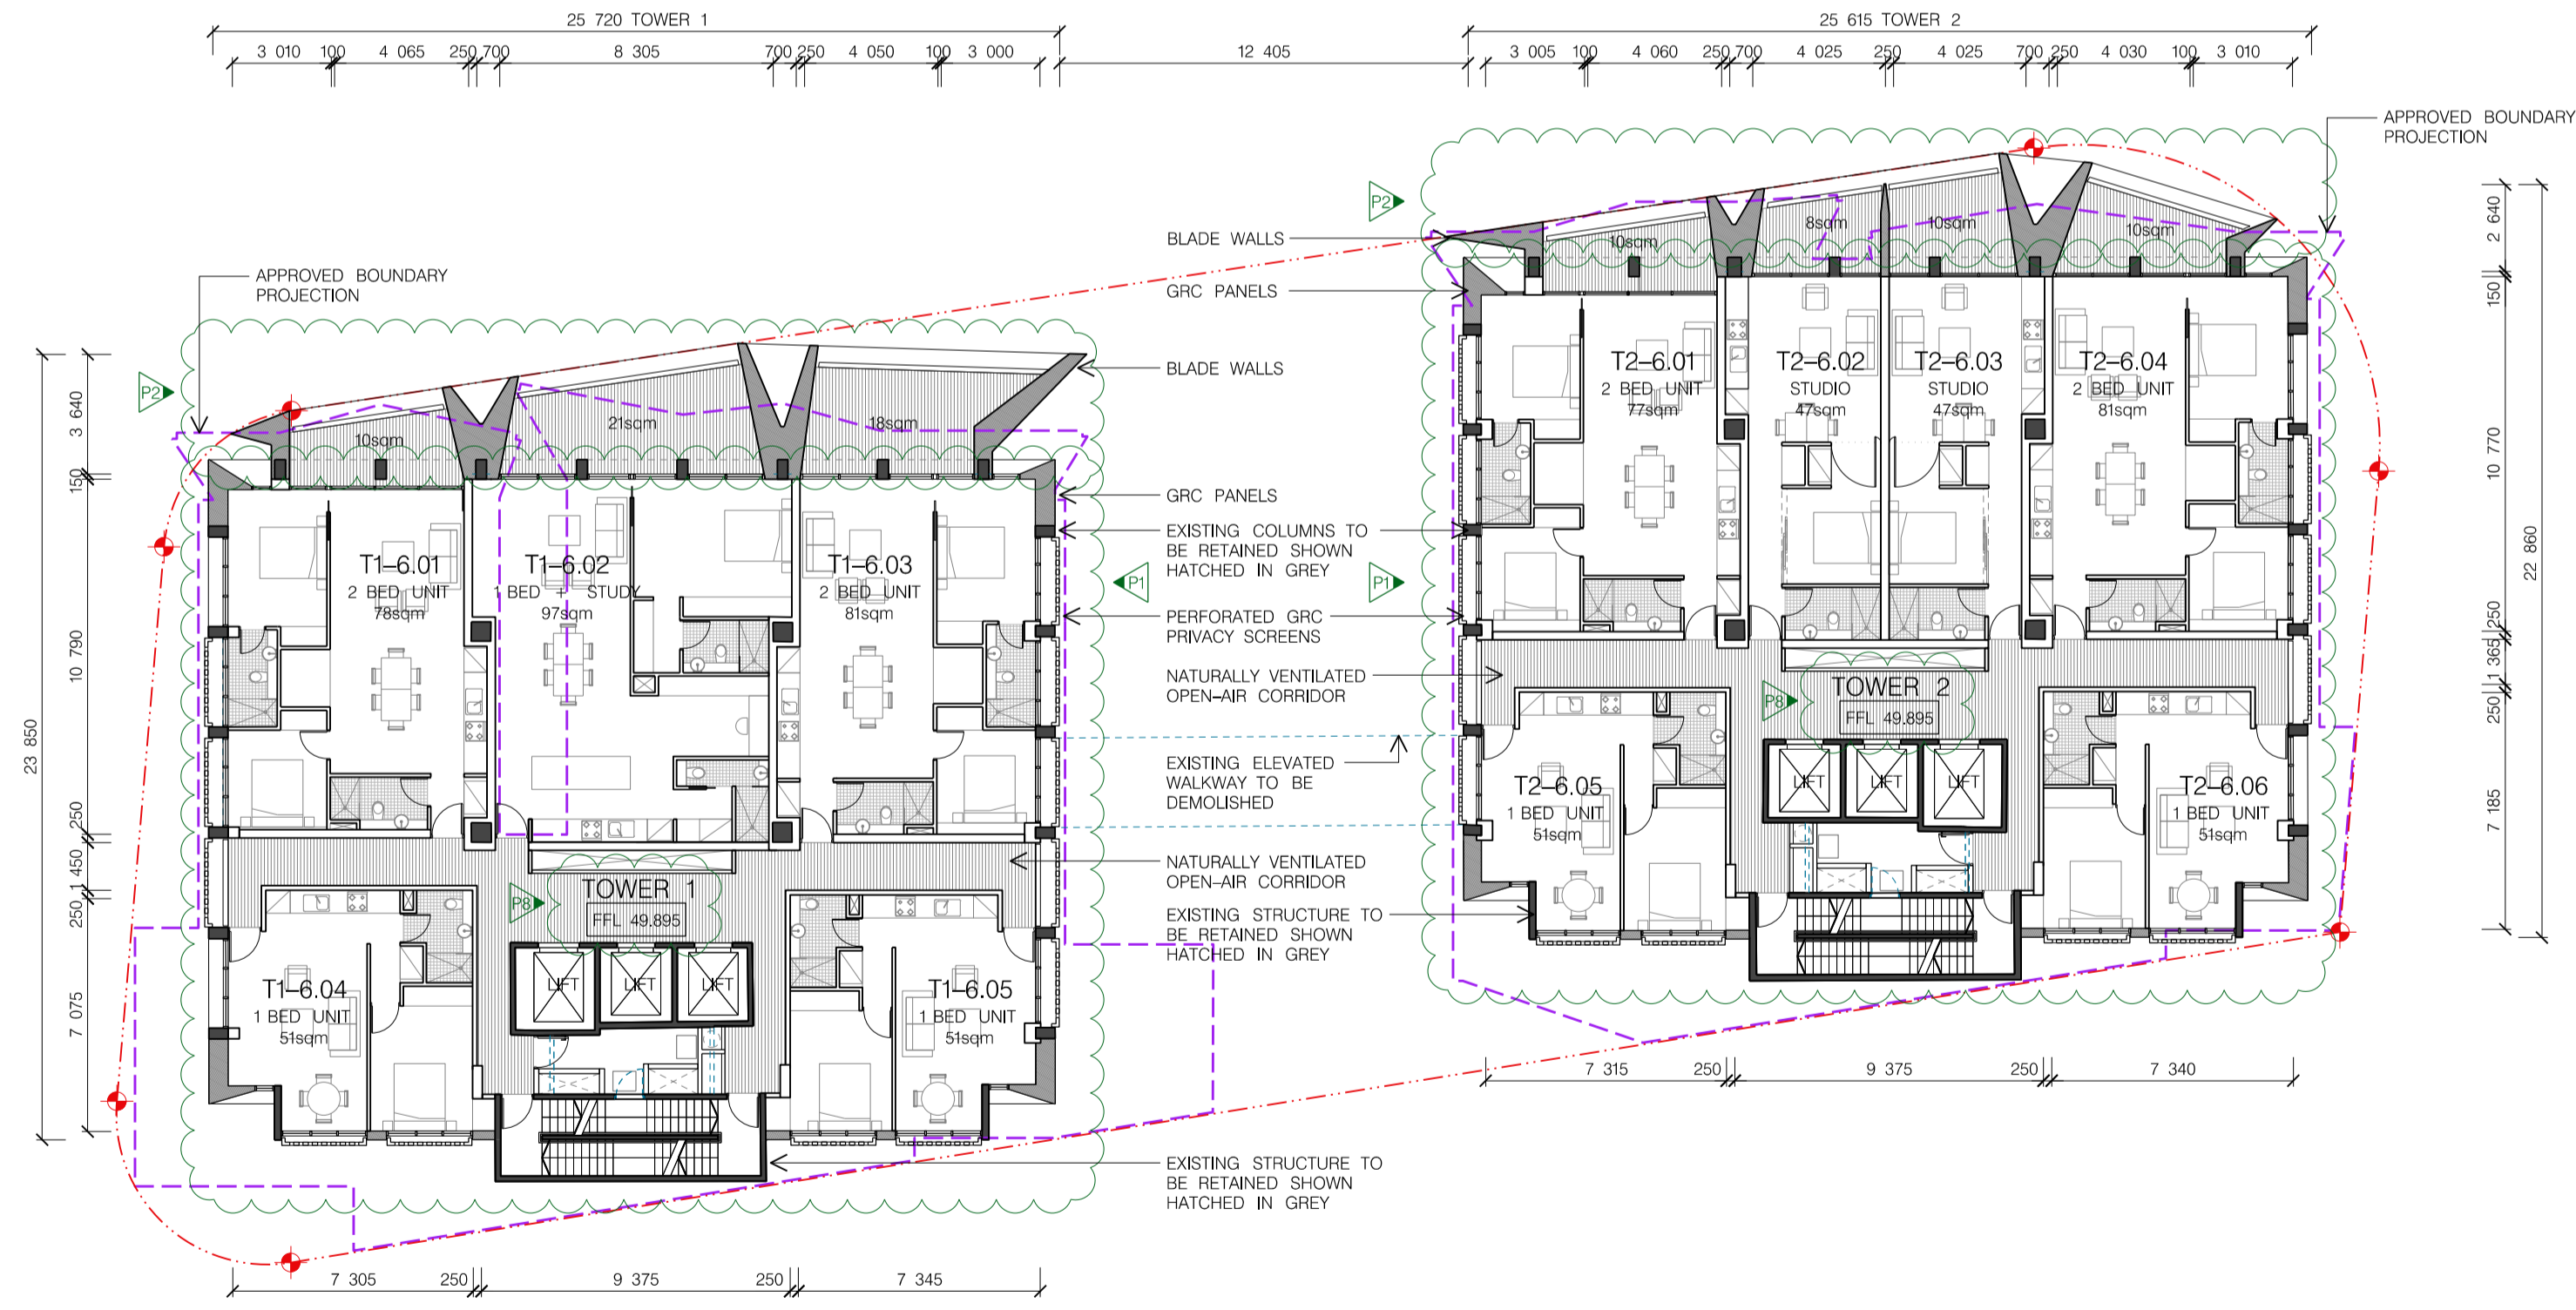 25 720 TOWER 1
25 615 TOWER 2
3 010 100 4 065 250 700 8 305 700 250 4 050 100 3 000
12 405
3 005 100 4 060 250 700 4 025 250 4 025 700 250 4 030 100 3 010
APPROVED BOUNDARY
PROJECTION
P2
BLADE WALLS
10sqm
8sqm
10sqm
10sqm
2 640
APPROVED BOUNDARY
PROJECTION
GRC PANELS
150
BLADE WALLS
P2
T2-6.01
2 BED UNIT
77sqm
T2-6.02
STUDIO
47sqm
T2-6.03
STUDIO
47sqm
T2-6.04
2 BED UNIT
81sqm
3 640
10sqm
21sqm
18sqm
10 770
150
GRC PANELS
EXISTING COLUMNS TO
BE RETAINED SHOWN
HATCHED IN GREY
22 860
T1-6.01
2 BED UNIT
78sqm
T1-6.02
1 BED + STUDY
97sqm
T1-6.03
2 BED UNIT
81sqm
P1
P1
PERFORATED GRC
PRIVACY SCREENS
250
10 790
NATURALLY VENTILATED
OPEN-AIR CORRIDOR
1 365
TOWER 2
P8
FFL 49.895
250
23 850
EXISTING ELEVATED
WALKWAY TO BE
DEMOLISHED
LIFT
LIFT
LIFT
T2-6.05
1 BED UNIT
51sqm
T2-6.06
1 BED UNIT
51sqm
7 185
250
1 450
NATURALLY VENTILATED
OPEN-AIR CORRIDOR
TOWER 1
P8
FFL 49.895
250
EXISTING STRUCTURE TO
BE RETAINED SHOWN
HATCHED IN GREY
LIFT
LIFT
LIFT
T1-6.04
1 BED UNIT
51sqm
T1-6.05
1 BED UNIT
51sqm
7 075
7 315 250 9 375 250 7 340
EXISTING STRUCTURE TO
BE RETAINED SHOWN
HATCHED IN GREY
7 305 250 9 375 250 7 345